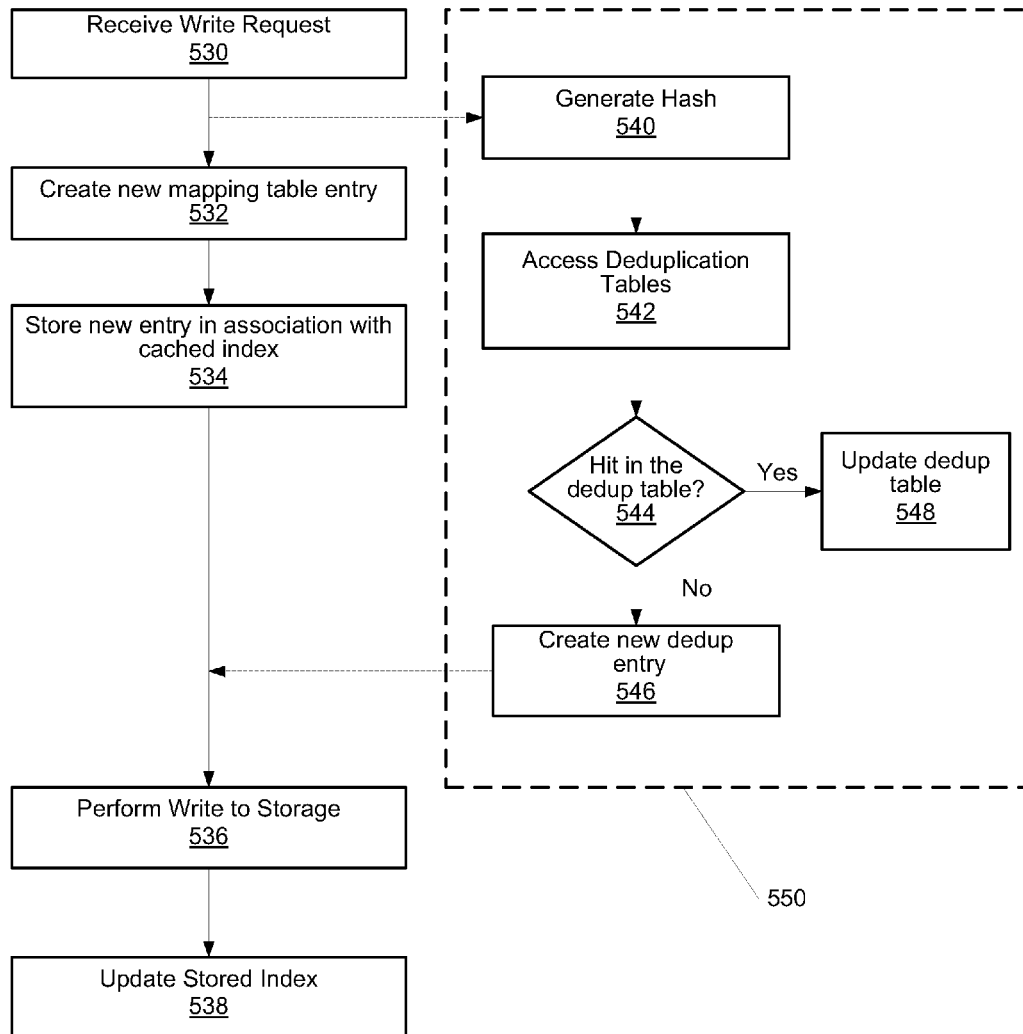 Receive Write Request
530
Create new mapping table entry
532
Store new entry in association with
cached index
534
Perform Write to Storage
536
Update Stored Index
538
Generate Hash
540
Access Deduplication
Tables
542
Hit in the
dedup table?
544
Yes
Update dedup
table
548
No
Create new dedup
entry
546
550